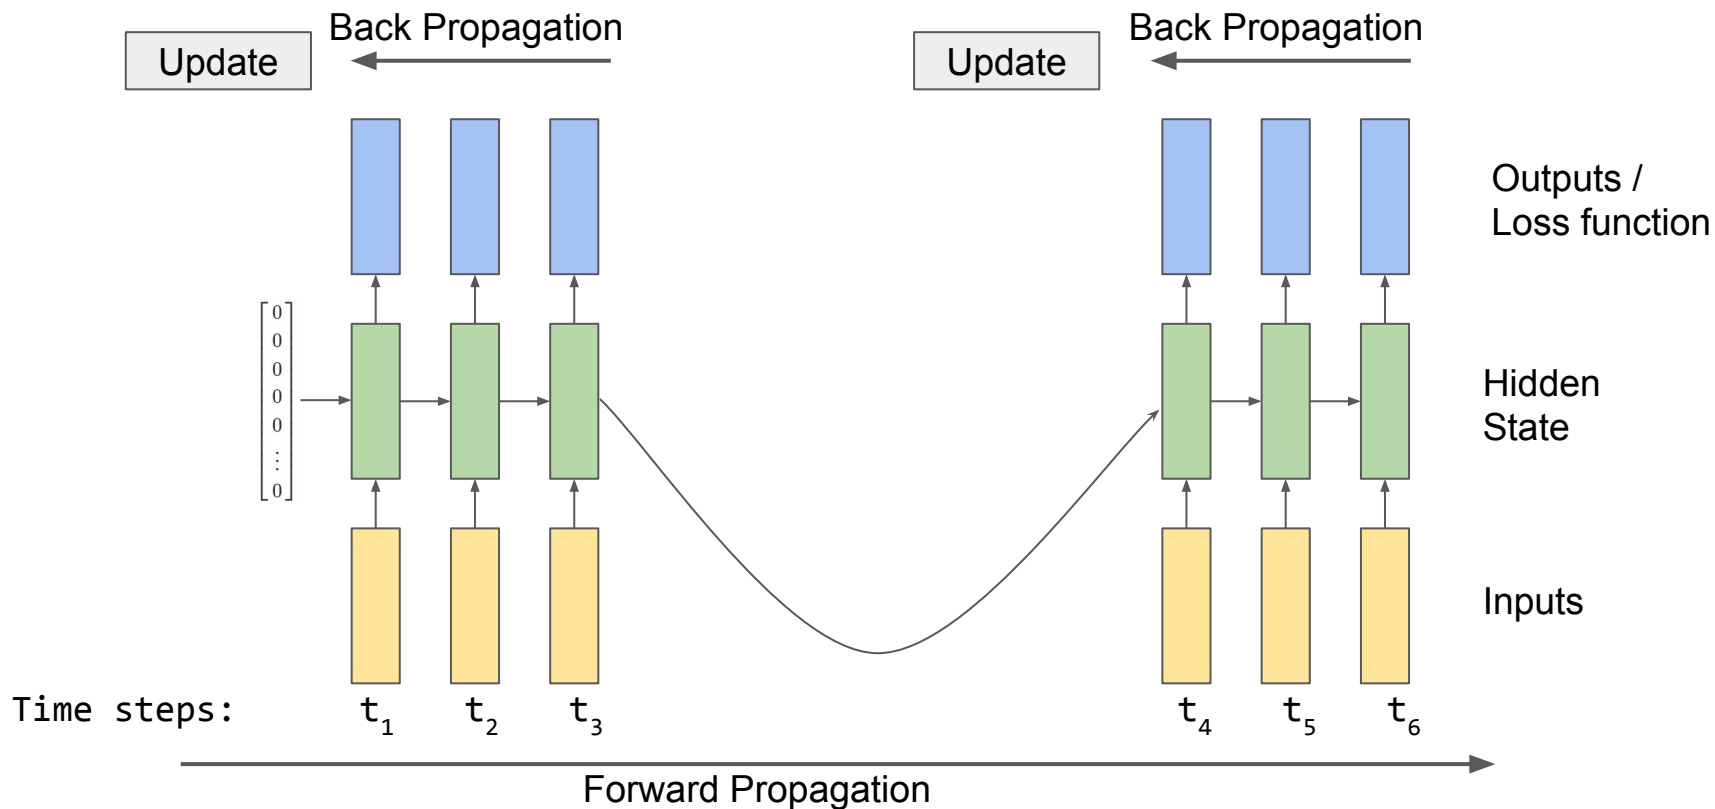 Back Propagation
Back Propagation
Update
Update
Outputs /
Loss function
0
0
0
0
0
⋮
0
Hidden
State
Inputs
Time steps: t1 t2 t3 t4 t5 t6
Forward Propagation